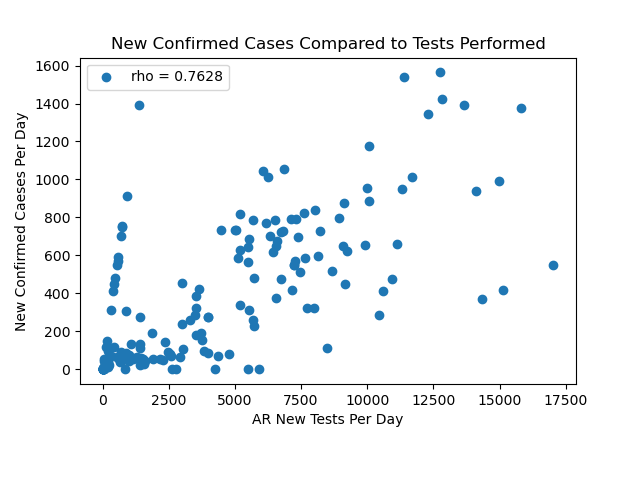 New Confirmed Cases Compared to Tests Performed
rho = 0.7628
New Confirmed Caeses Per Day
1600
1400
1200
1000
800
600
400
200
0
0 2500 5000 7500 10000 12500 15000 17500
AR New Tests Per Day